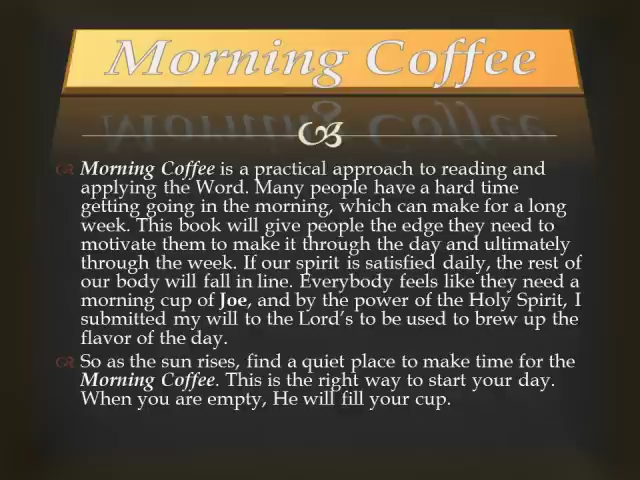 Morning Coffee
Morning Coffee is a practical approach to reading and
applying the Word. Many people have a hard time
getting going in the morning, which can make for a long
week. This book will give people the edge they need to
motivate them to make it through the day and ultimately
through the week. If our spirit is satisfied daily, the rest of
our body will fall in line. Everybody feels like they need a
morning cup of Joe, and by the power of the Holy Spirit, I
submitted my will to the Lord's to be used to brew up the
flavor of the day.
So as the sun rises, find a quiet place to make time for the
Morning Coffee. This is the right way to start your day.
When you are empty, He will fill your cup.